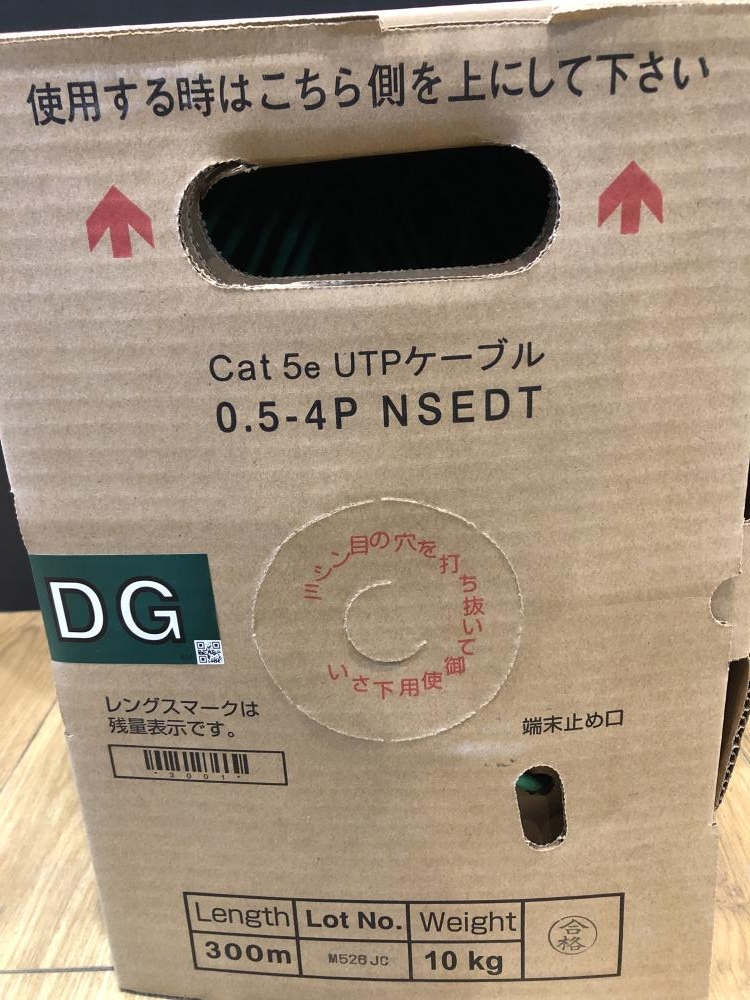 使用する時はこちら側を上にして下さい
Cat 5e UTPケーブル
0.5-4P NSEDT
ミシン目の穴を打ち抜いて御使用下さい
DG
レングスマークは
残量表示です。
*3001*
端末止め口
Length Lot No. Weight
300m M526JC 10 kg
合格